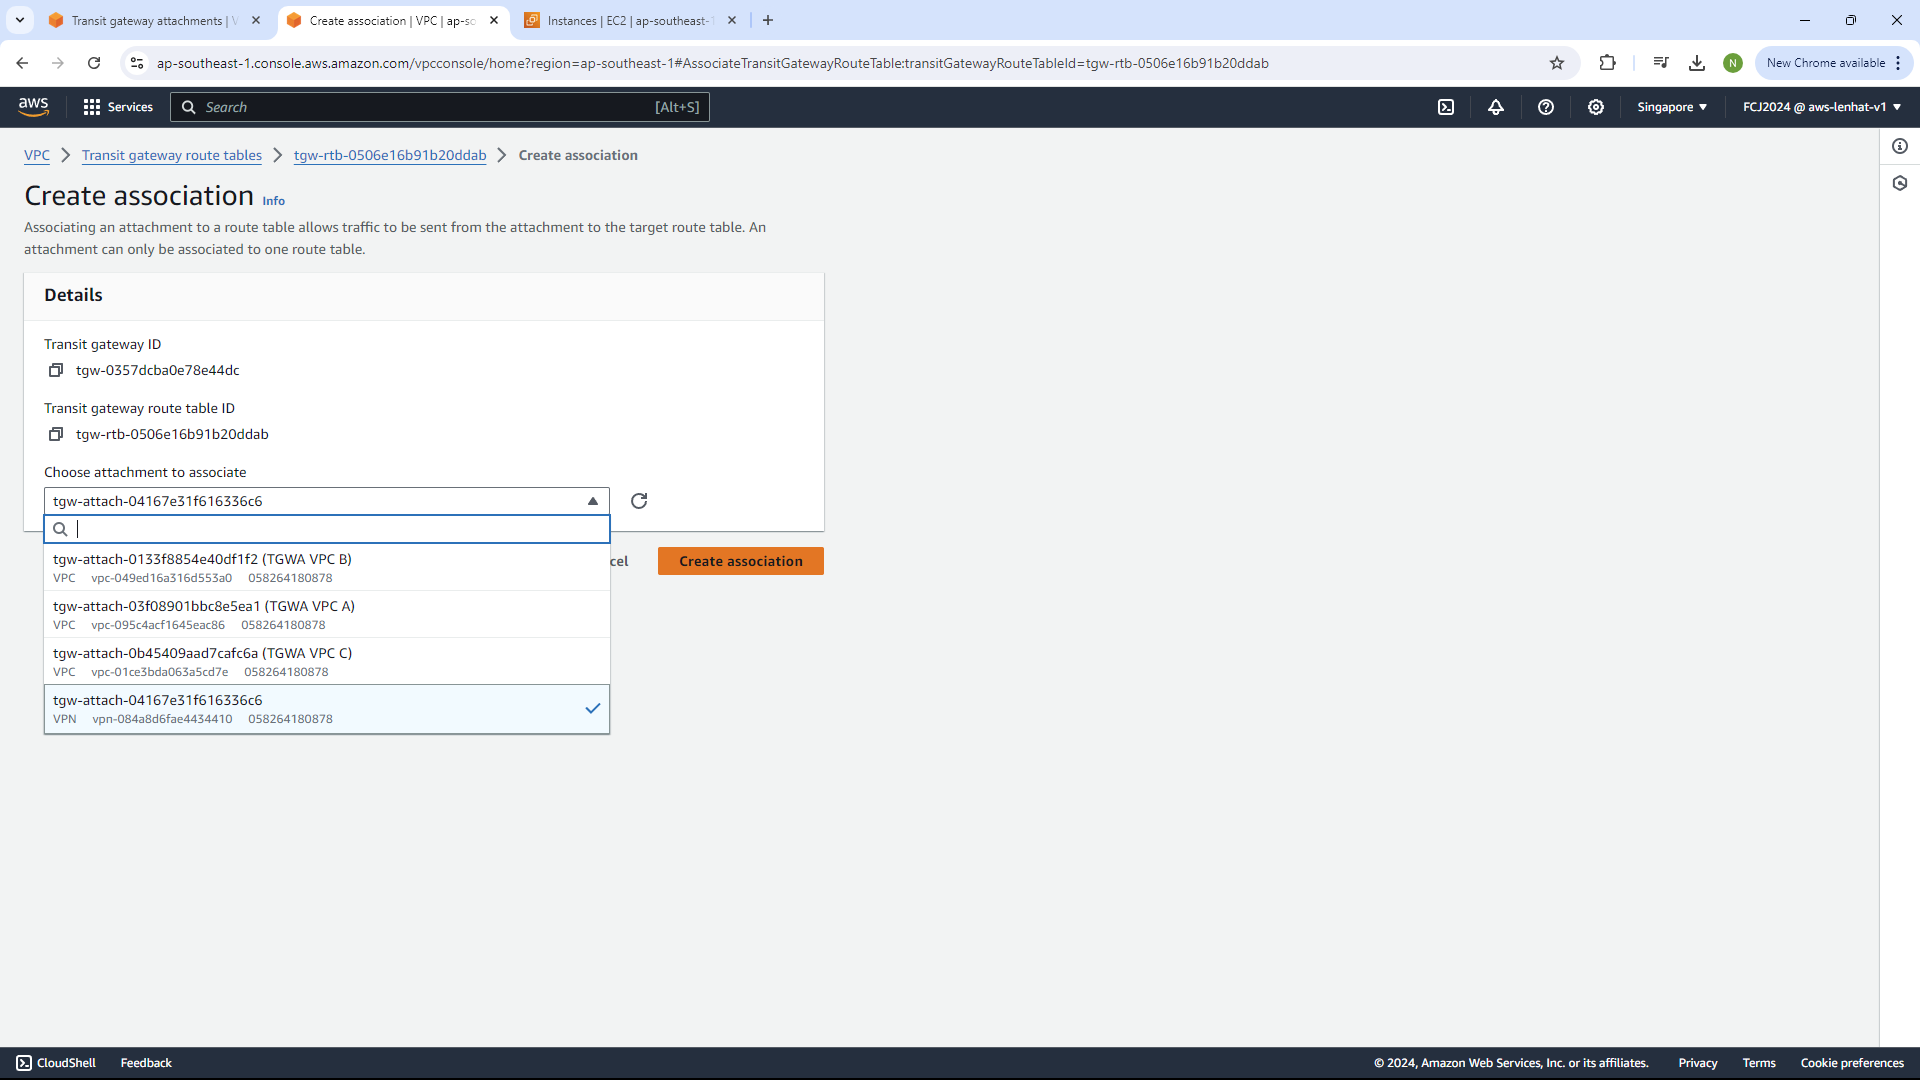 Transit gateway attachments | V
Create association | VPC | ap-so
Instances | EC2 | ap-southeast-1
ap-southeast-1.console.aws.amazon.com/vpcconsole/home?region=ap-southeast-1#AssociateTransitGatewayRouteTable:transitGatewayRouteTableId=tgw-rtb-0506e16b91b20ddab
N
New Chrome available
aws
Services
Search
[Alt+S]
Singapore
FCJ2024 @ aws-lenhat-v1
VPC
Transit gateway route tables
tgw-rtb-0506e16b91b20ddab
Create association
Create association Info
Associating an attachment to a route table allows traffic to be sent from the attachment to the target route table. An
attachment can only be associated to one route table.
Details
Transit gateway ID
tgw-0357dcba0e78e44dc
Transit gateway route table ID
tgw-rtb-0506e16b91b20ddab
Choose attachment to associate
tgw-attach-04167e31f616336c6
tgw-attach-0133f8854e40df1f2 (TGWA VPC B)
VPC vpc-049ed16a316d553a0 058264180878
tgw-attach-03f08901bbc8e5ea1 (TGWA VPC A)
VPC vpc-095c4acf1645eac86 058264180878
tgw-attach-0b45409aad7cafc6a (TGWA VPC C)
VPC vpc-01ce3bda063a5cd7e 058264180878
tgw-attach-04167e31f616336c6
VPN vpn-084a8d6fae4434410 058264180878
cel
Create association
CloudShell
Feedback
© 2024, Amazon Web Services, Inc. or its affiliates.
Privacy
Terms
Cookie preferences